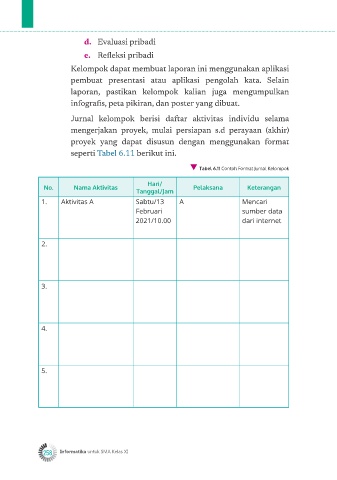 d. Evaluasi pribadi
e. Refleksi pribadi
Kelompok dapat membuat laporan ini menggunakan aplikasi
pembuat presentasi atau aplikasi pengolah kata. Selain
laporan, pastikan kelompok kalian juga mengumpulkan
infografis, peta pikiran, dan poster yang dibuat.
Jurnal kelompok berisi daftar aktivitas individu selama
mengerjakan proyek, mulai persiapan s.d perayaan (akhir)
proyek yang dapat disusun dengan menggunakan format
seperti Tabel 6.11 berikut ini.
Tabel.6.11 Contoh Format Jurnal Kelompok
No. Nama Aktivitas Hari/ Tanggal/Jam Pelaksana Keterangan
1. Aktivitas A Sabtu/13 A Mencari
Februari sumber data
2021/10.00 dari internet
2.
3.
4.
5.
258 Informatika untuk SMA Kelas XI